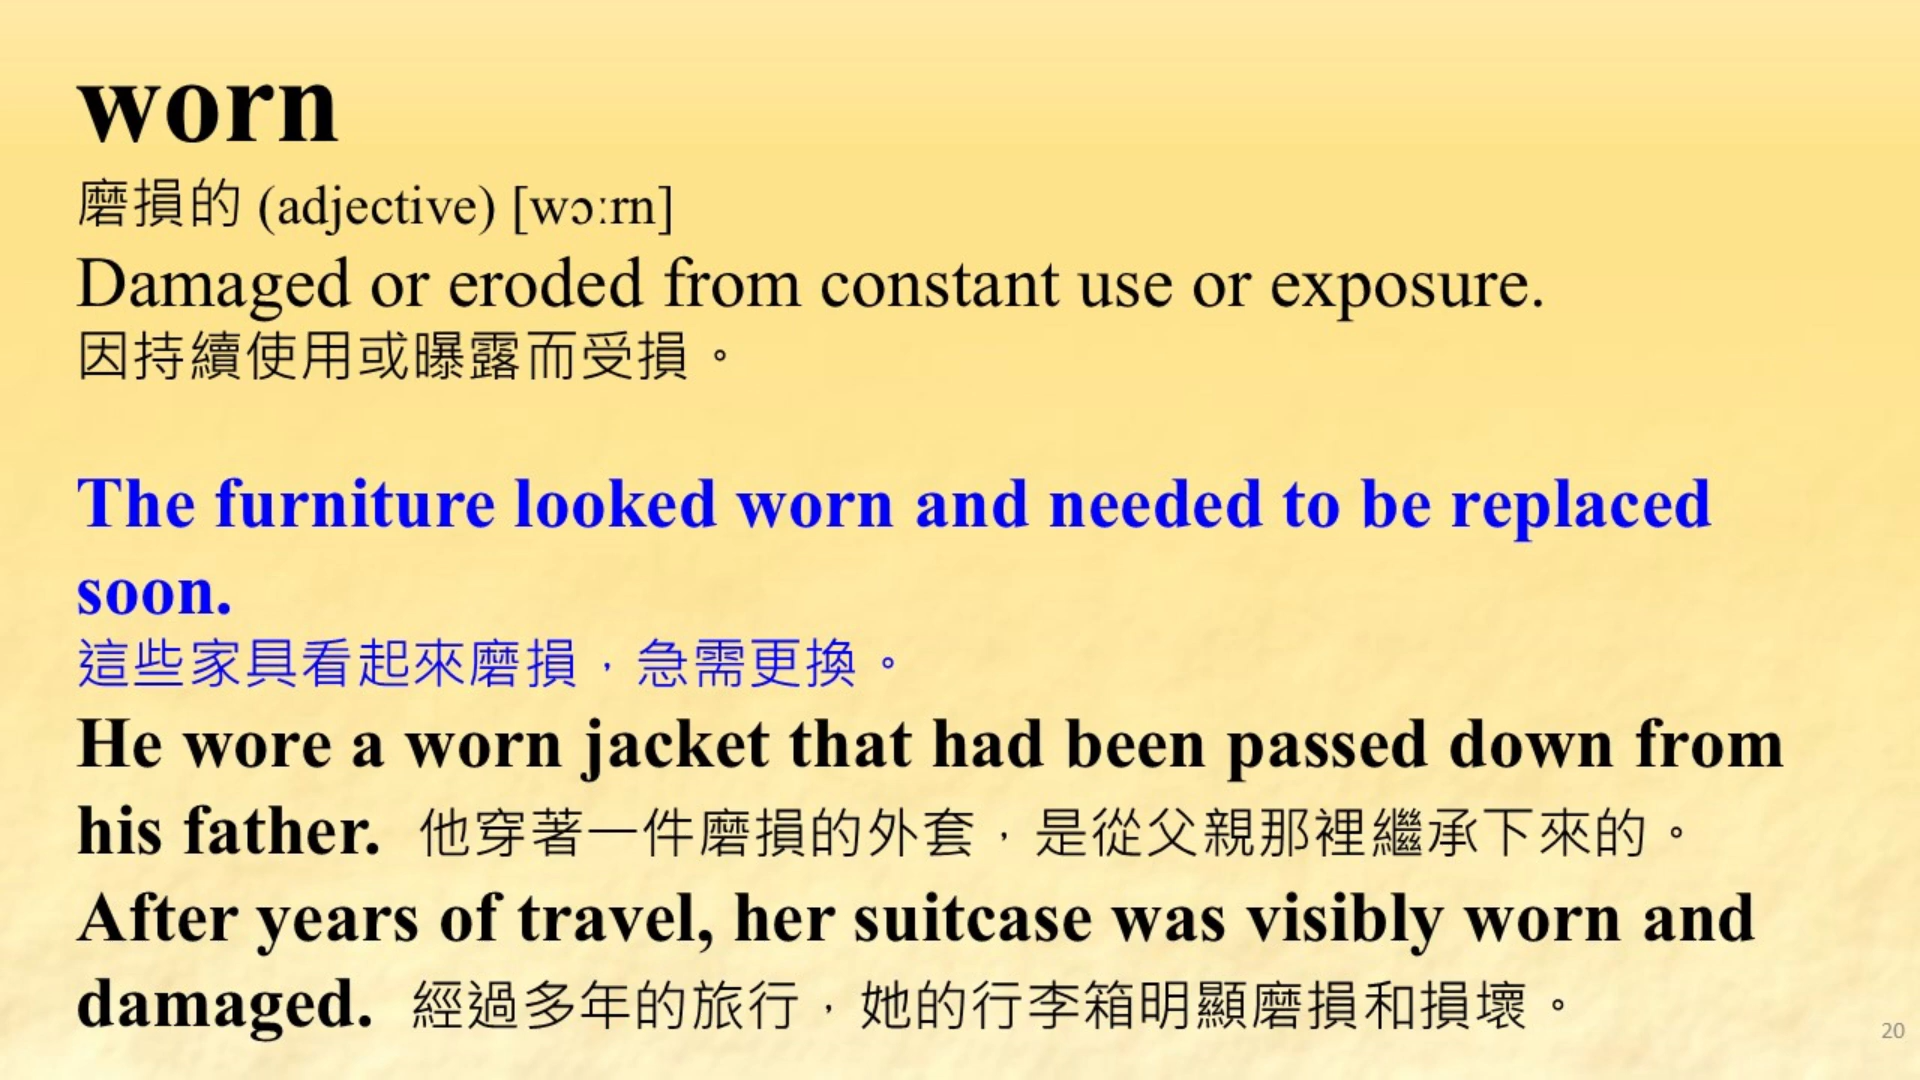 worn
磨損的 (adjective) [wɔːrn]
Damaged or eroded from constant use or exposure.
因持續使用或曝露而受損。
The furniture looked worn and needed to be replaced
soon.
這些家具看起來磨損，急需更換。
He wore a worn jacket that had been passed down from
his father. 他穿著一件磨損的外套，是從父親那裡繼承下來的。
After years of travel, her suitcase was visibly worn and
damaged. 經過多年的旅行，她的行李箱明顯磨損和損壞。
20